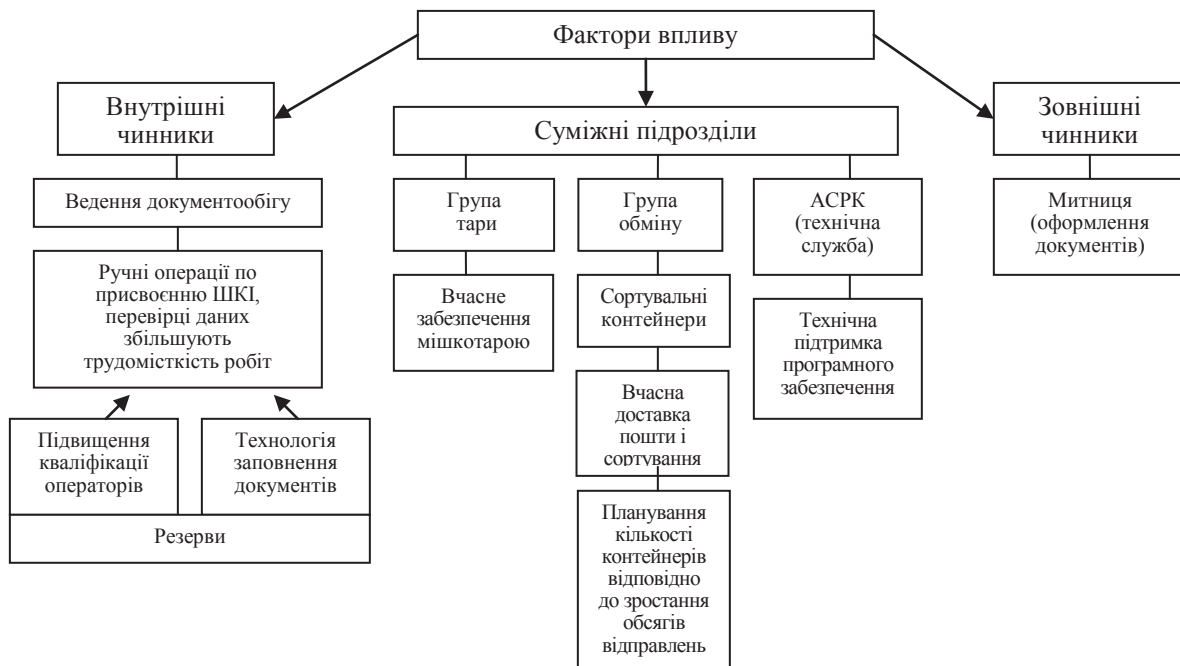 Фактори впливу
Внутрішні
чинники
Суміжні підрозділи
Зовнішні
чинники
Ведення документообігу
Група
тари
Група
обміну
АСРК
(технічна
служба)
Митниця
(оформлення
документів)
Ручні операції по
присвоєнню ШКІ,
перевірці даних
збільшують
трудомісткість робіт
Вчасне
забезпечення
мішкотарою
Сортувальні
контейнери
Технічна
підтримка
програмного
забезпечення
Вчасна
доставка
пошти і
сортування
Підвищення
кваліфікації
операторів
Технологія
заповнення
документів
Резерви
Планування
кількості
контейнерів
відповідно
до зростання
обсягів
відправлень